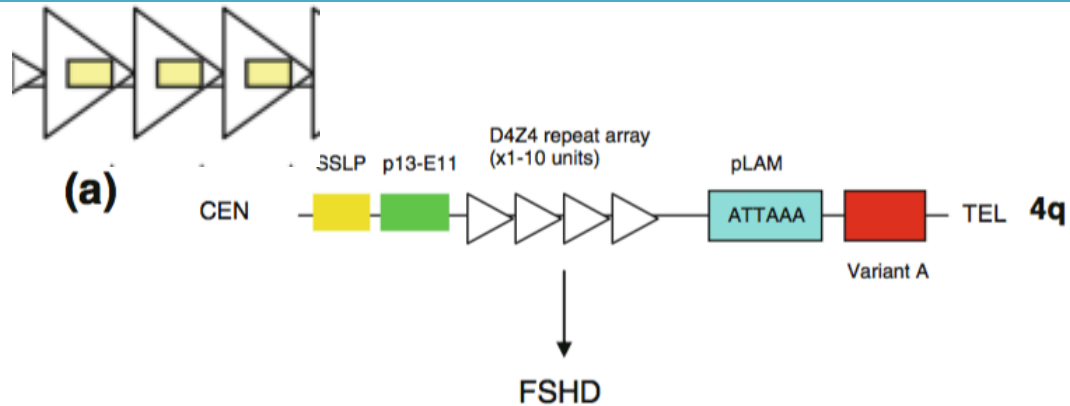 D4Z4 repeat array
(x1-10 units)
SSLP p13-E11
pLAM
(a)
CEN
ATTAAA
TEL 4q
Variant A
FSHD